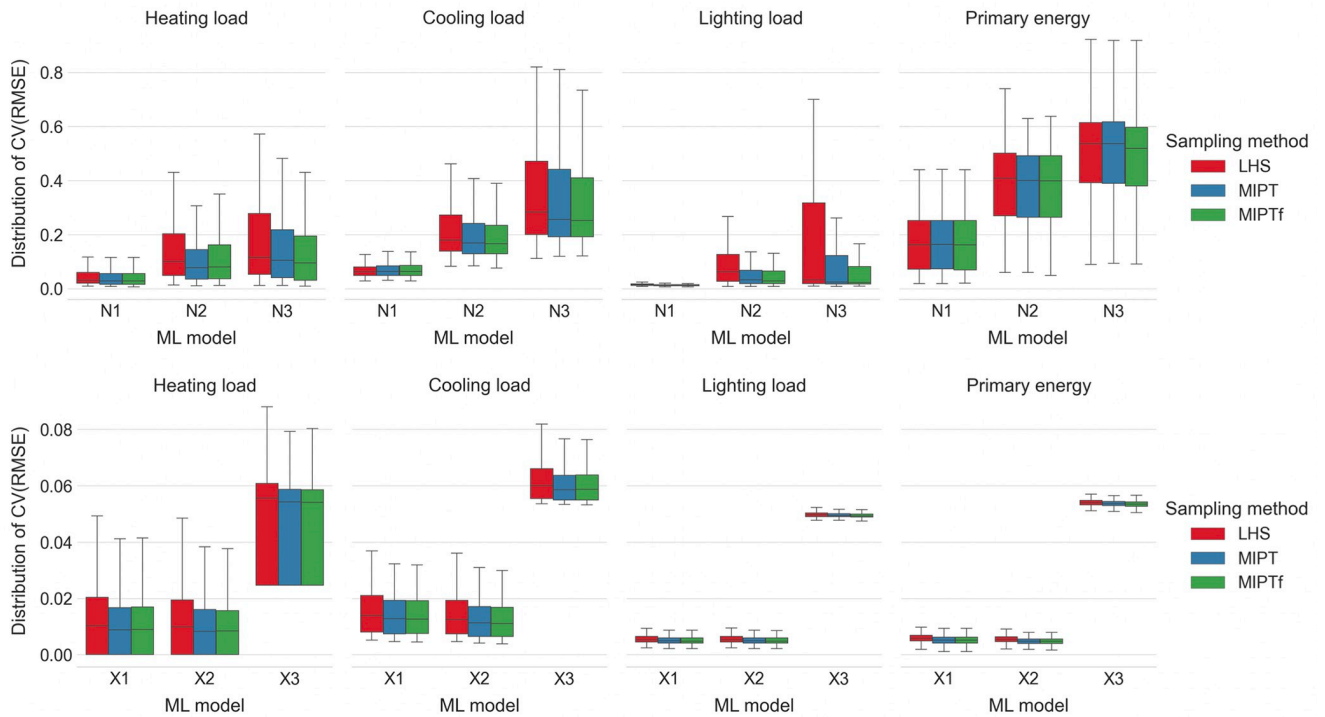 Heating load Cooling load Lighting load Primary energy
Distribution of CV(RMSE)
0.8
0.6
0.4
0.2
0.0
N1 N2 N3 N1 N2 N3 N1 N2 N3 N1 N2 N3
ML model ML model ML model ML model
Sampling method
LHS
MIPT
MIPTf
Heating load Cooling load Lighting load Primary energy
Distribution of CV(RMSE)
0.08
0.06
0.04
0.02
0.00
X1 X2 X3 X1 X2 X3 X1 X2 X3 X1 X2 X3
ML model ML model ML model ML model
Sampling method
LHS
MIPT
MIPTf